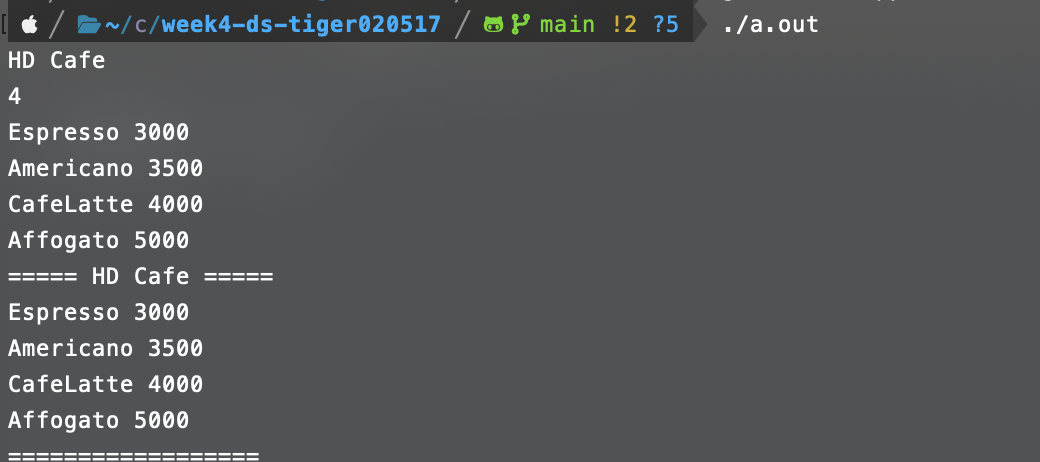 ~/c/week4-ds-tiger020517 main !2 ?5 ./a.out
HD Cafe
4
Espresso 3000
Americano 3500
CafeLatte 4000
Affogato 5000
===== HD Cafe =====
Espresso 3000
Americano 3500
CafeLatte 4000
Affogato 5000
==================